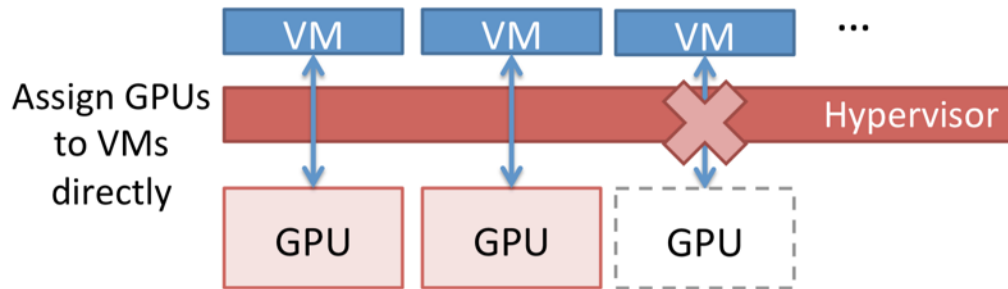 VM
VM
VM
...
Assign GPUs
to VMs
directly
Hypervisor
GPU
GPU
GPU